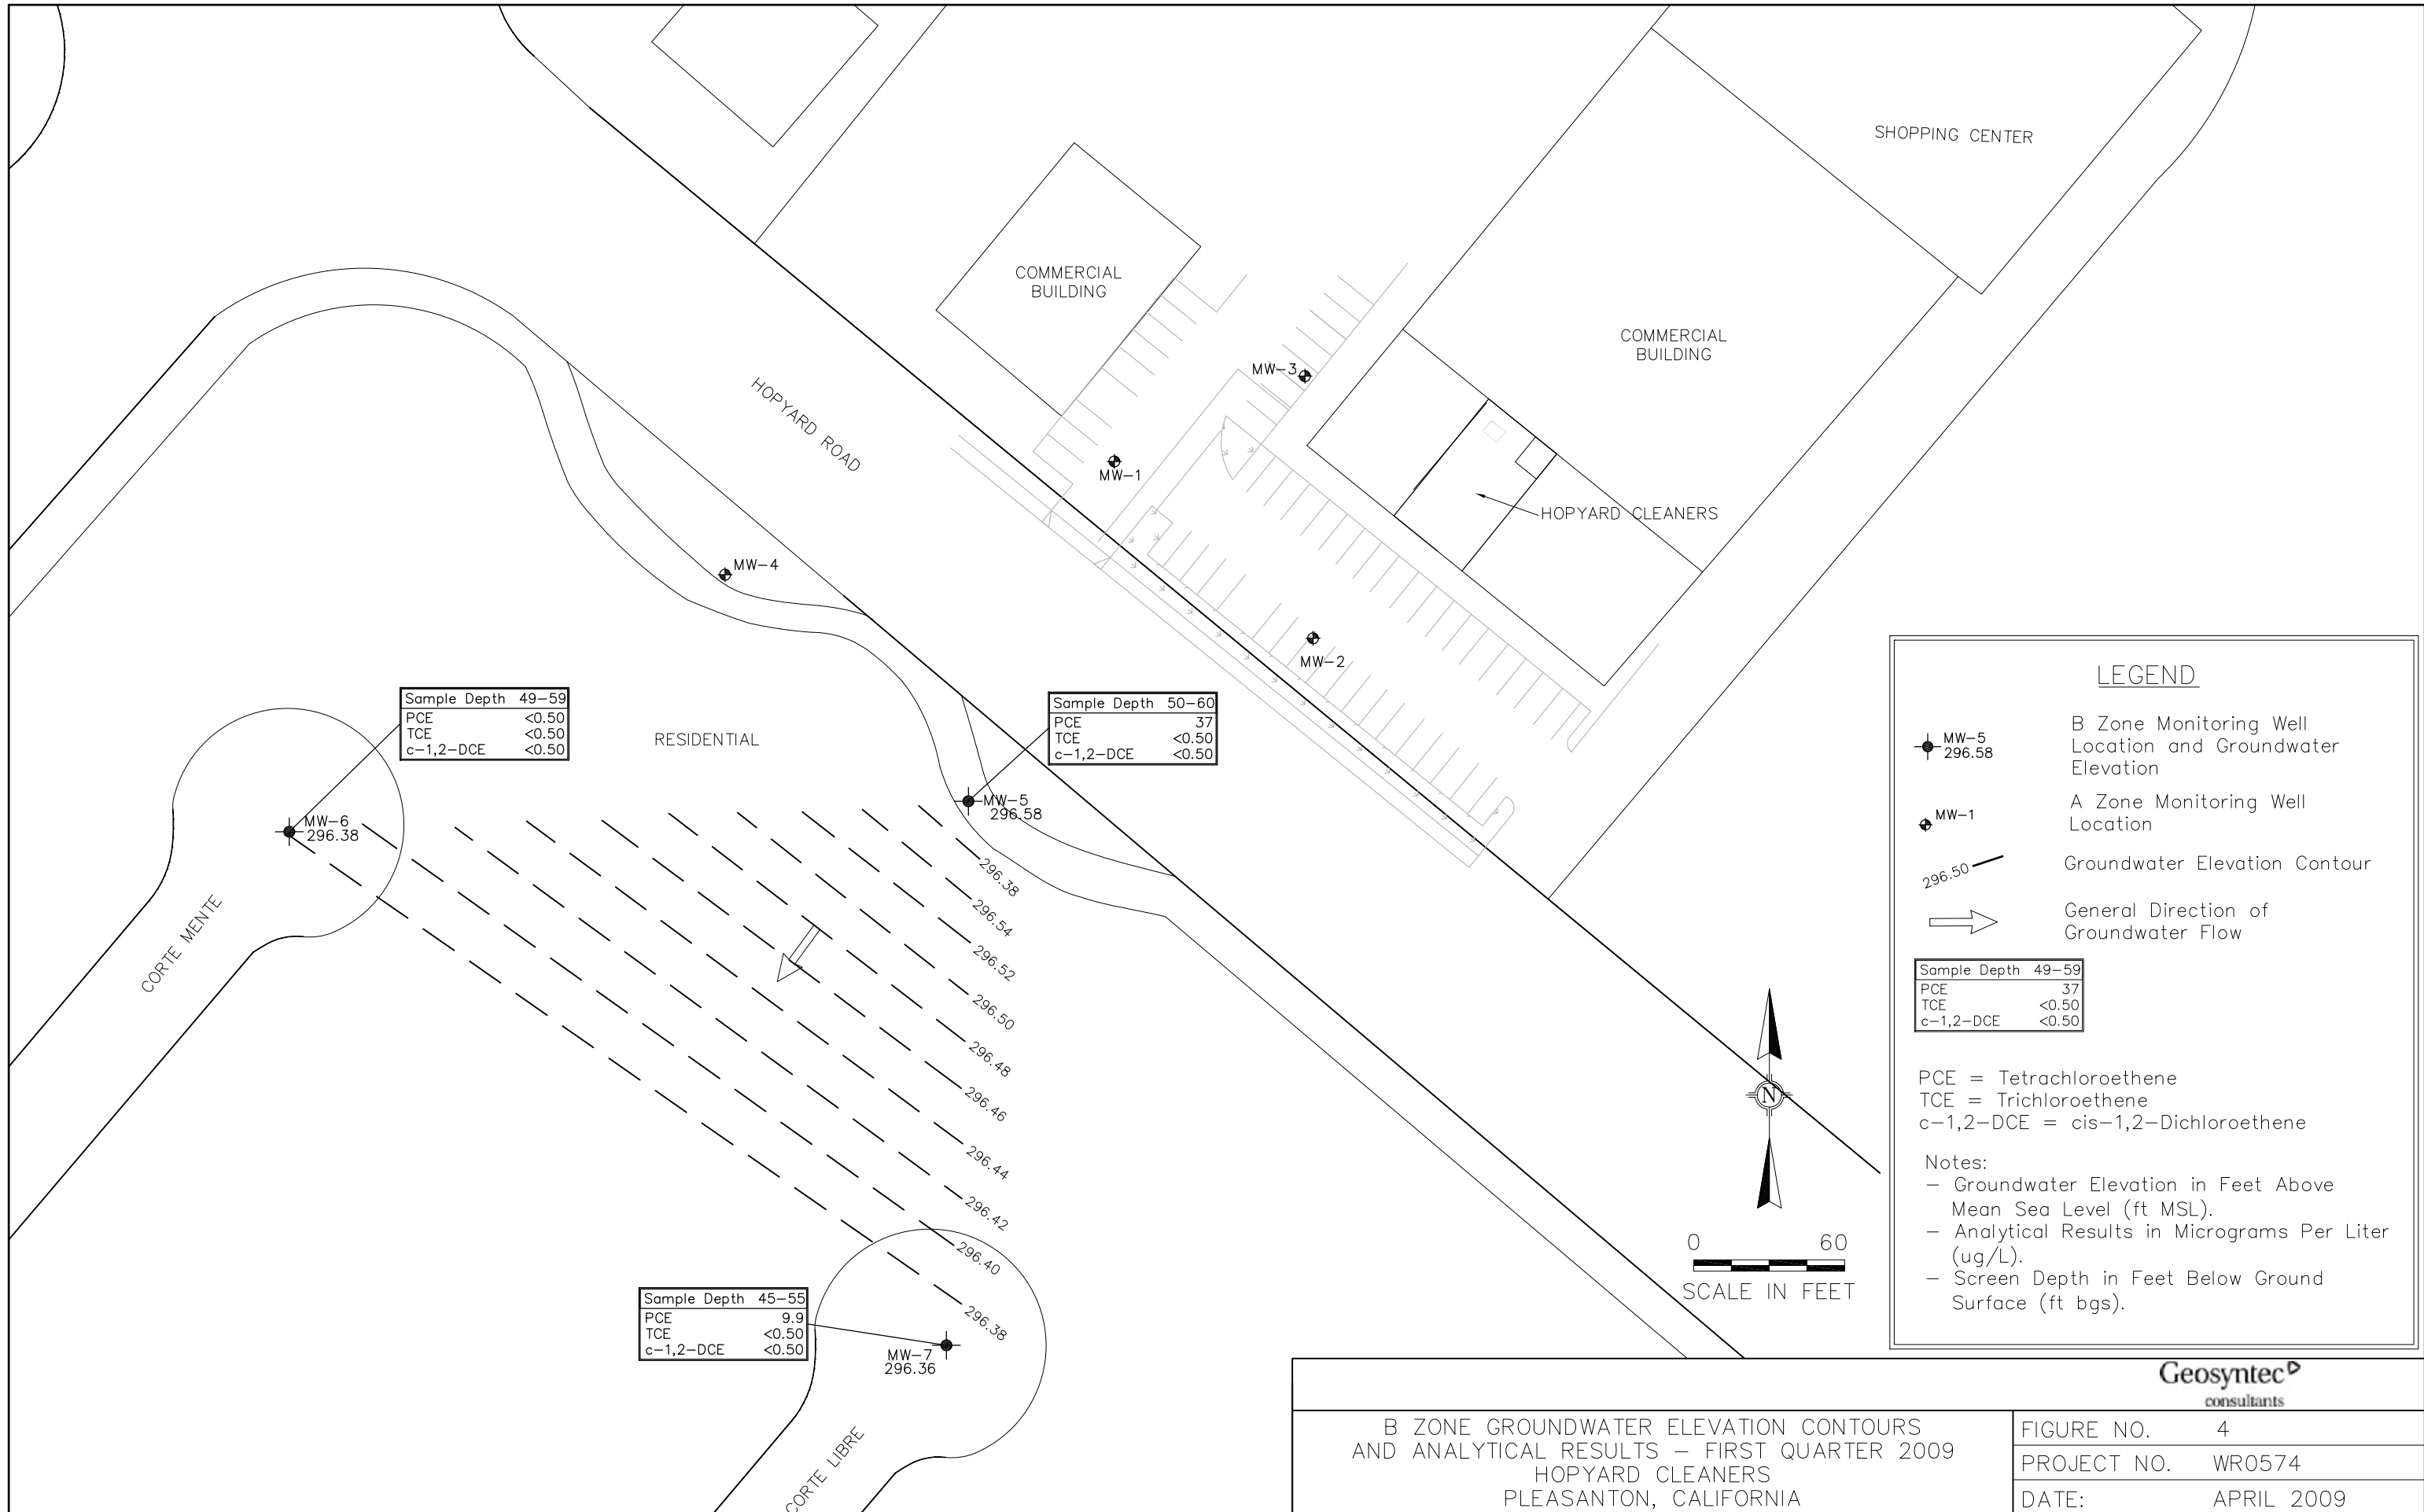 SHOPPING CENTER
COMMERCIAL
BUILDING
COMMERCIAL
BUILDING
MW-3
HOPYARD ROAD
MW-1
HOPYARD CLEANERS
MW-4
MW-2
Sample Depth 49-59
PCE <0.50
TCE <0.50
c-1,2-DCE <0.50
RESIDENTIAL
Sample Depth 50-60
PCE 37
TCE <0.50
c-1,2-DCE <0.50
MW-6
296.38
MW-5
296.58
CORTE MENTE
296.38
296.54
296.52
296.50
296.48
296.46
296.44
296.42
296.40
296.38
Sample Depth 45-55
PCE 9.9
TCE <0.50
c-1,2-DCE <0.50
MW-7
296.36
CORTE LIBRE
LEGEND
MW-5
296.58
B Zone Monitoring Well
Location and Groundwater
Elevation
MW-1
A Zone Monitoring Well
Location
296.50
Groundwater Elevation Contour
General Direction of
Groundwater Flow
Sample Depth 49-59
PCE 37
TCE <0.50
c-1,2-DCE <0.50
PCE = Tetrachloroethene
TCE = Trichloroethene
c-1,2-DCE = cis-1,2-Dichloroethene
Notes:
- Groundwater Elevation in Feet Above
Mean Sea Level (ft MSL).
- Analytical Results in Micrograms Per Liter
(ug/L).
- Screen Depth in Feet Below Ground
Surface (ft bgs).
N
0 60
SCALE IN FEET
Geosyntec
consultants
B ZONE GROUNDWATER ELEVATION CONTOURS
AND ANALYTICAL RESULTS - FIRST QUARTER 2009
HOPYARD CLEANERS
PLEASANTON, CALIFORNIA
FIGURE NO. 4
PROJECT NO. WR0574
DATE: APRIL 2009